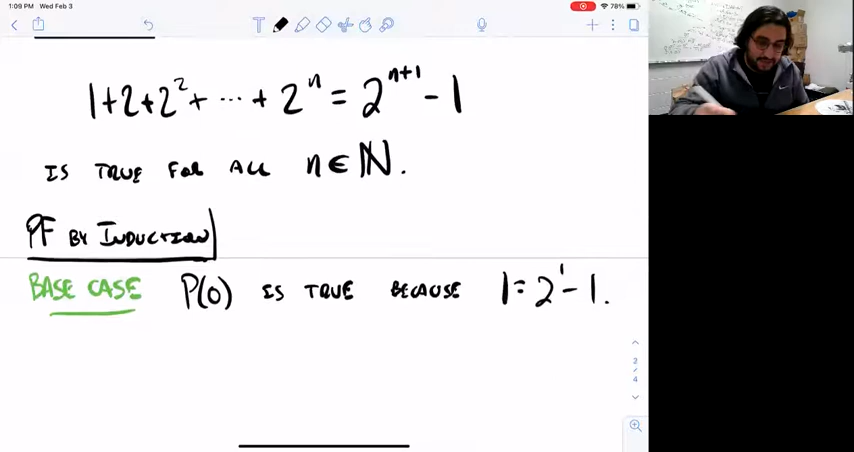 1:09 PM Wed Feb 3
78%
1+2+2²+ ⋯ + 2ⁿ = 2ⁿ⁺¹ - 1
IS TRUE FOR ALL n ∈ ℕ.
PF BY INDUCTION
BASE CASE P(0) IS TRUE BECAUSE 1 = 2¹ - 1.
2
/
4